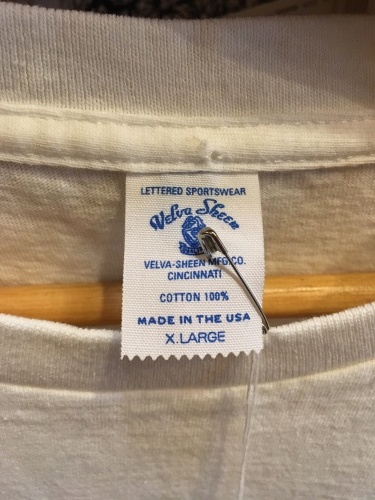 LETTERED SPORTSWEAR
Velva Sheen
VELVA-SHEEN MFG.CO.
CINCINNATI
COTTON 100%
MADE IN THE USA
X.LARGE